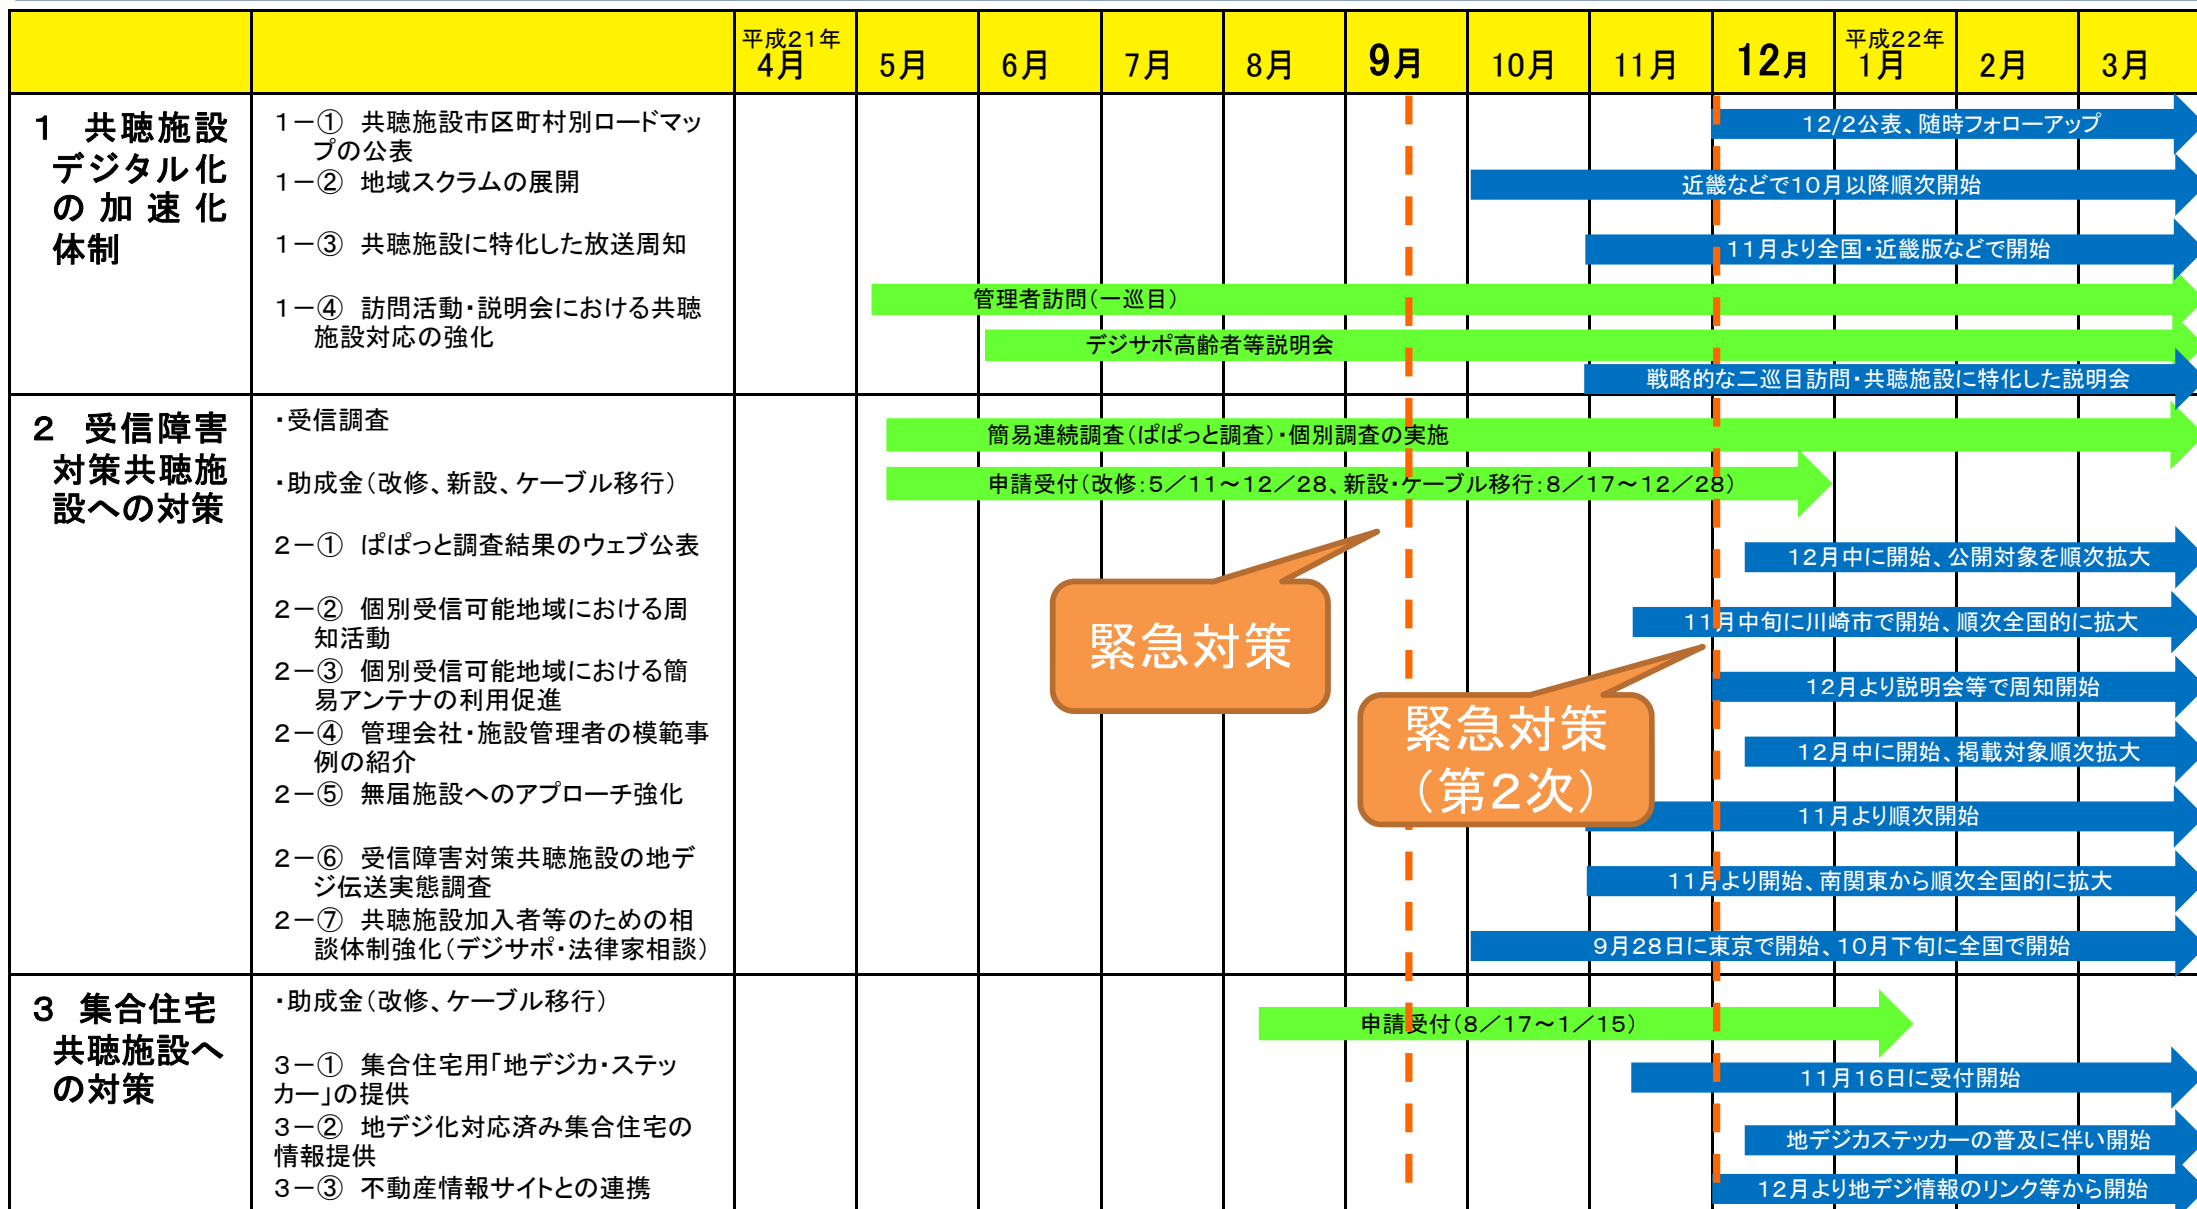 平成21年
4月
5月
6月
7月
8月
9月
10月
11月
12月
平成22年
1月
2月
3月
1 共聴施設
デジタル化
の加速化
体制
1－① 共聴施設市区町村別ロードマッ
プの公表
12/2公表、随時フォローアップ
1－② 地域スクラムの展開
近畿などで10月以降順次開始
1－③ 共聴施設に特化した放送周知
11月より全国・近畿版などで開始
1－④ 訪問活動・説明会における共聴
施設対応の強化
管理者訪問（一巡目）
デジサポ高齢者等説明会
戦略的な二巡目訪問・共聴施設に特化した説明会
2 受信障害
対策共聴施
設への対策
・受信調査
簡易連続調査（ぱぱっと調査）・個別調査の実施
・助成金（改修、新設、ケーブル移行）
申請受付（改修：5／11～12／28、新設・ケーブル移行：8／17～12／28）
2－① ぱぱっと調査結果のウェブ公表
12月中に開始、公開対象を順次拡大
2－② 個別受信可能地域における周
知活動
11月中旬に川崎市で開始、順次全国的に拡大
2－③ 個別受信可能地域における簡
易アンテナの利用促進
12月より説明会等で周知開始
2－④ 管理会社・施設管理者の模範事
例の紹介
12月中に開始、掲載対象順次拡大
2－⑤ 無届施設へのアプローチ強化
11月より順次開始
2－⑥ 受信障害対策共聴施設の地デ
ジ伝送実態調査
11月より開始、南関東から順次全国的に拡大
2－⑦ 共聴施設加入者等のための相
談体制強化（デジサポ・法律家相談）
9月28日に東京で開始、10月下旬に全国で開始
緊急対策
緊急対策
（第2次）
3 集合住宅
共聴施設へ
の対策
・助成金（改修、ケーブル移行）
申請受付（8／17～1／15）
3－① 集合住宅用「地デジカ・ステッ
カー」の提供
11月16日に受付開始
3－② 地デジ化対応済み集合住宅の
情報提供
地デジカステッカーの普及に伴い開始
3－③ 不動産情報サイトとの連携
12月より地デジ情報のリンク等から開始